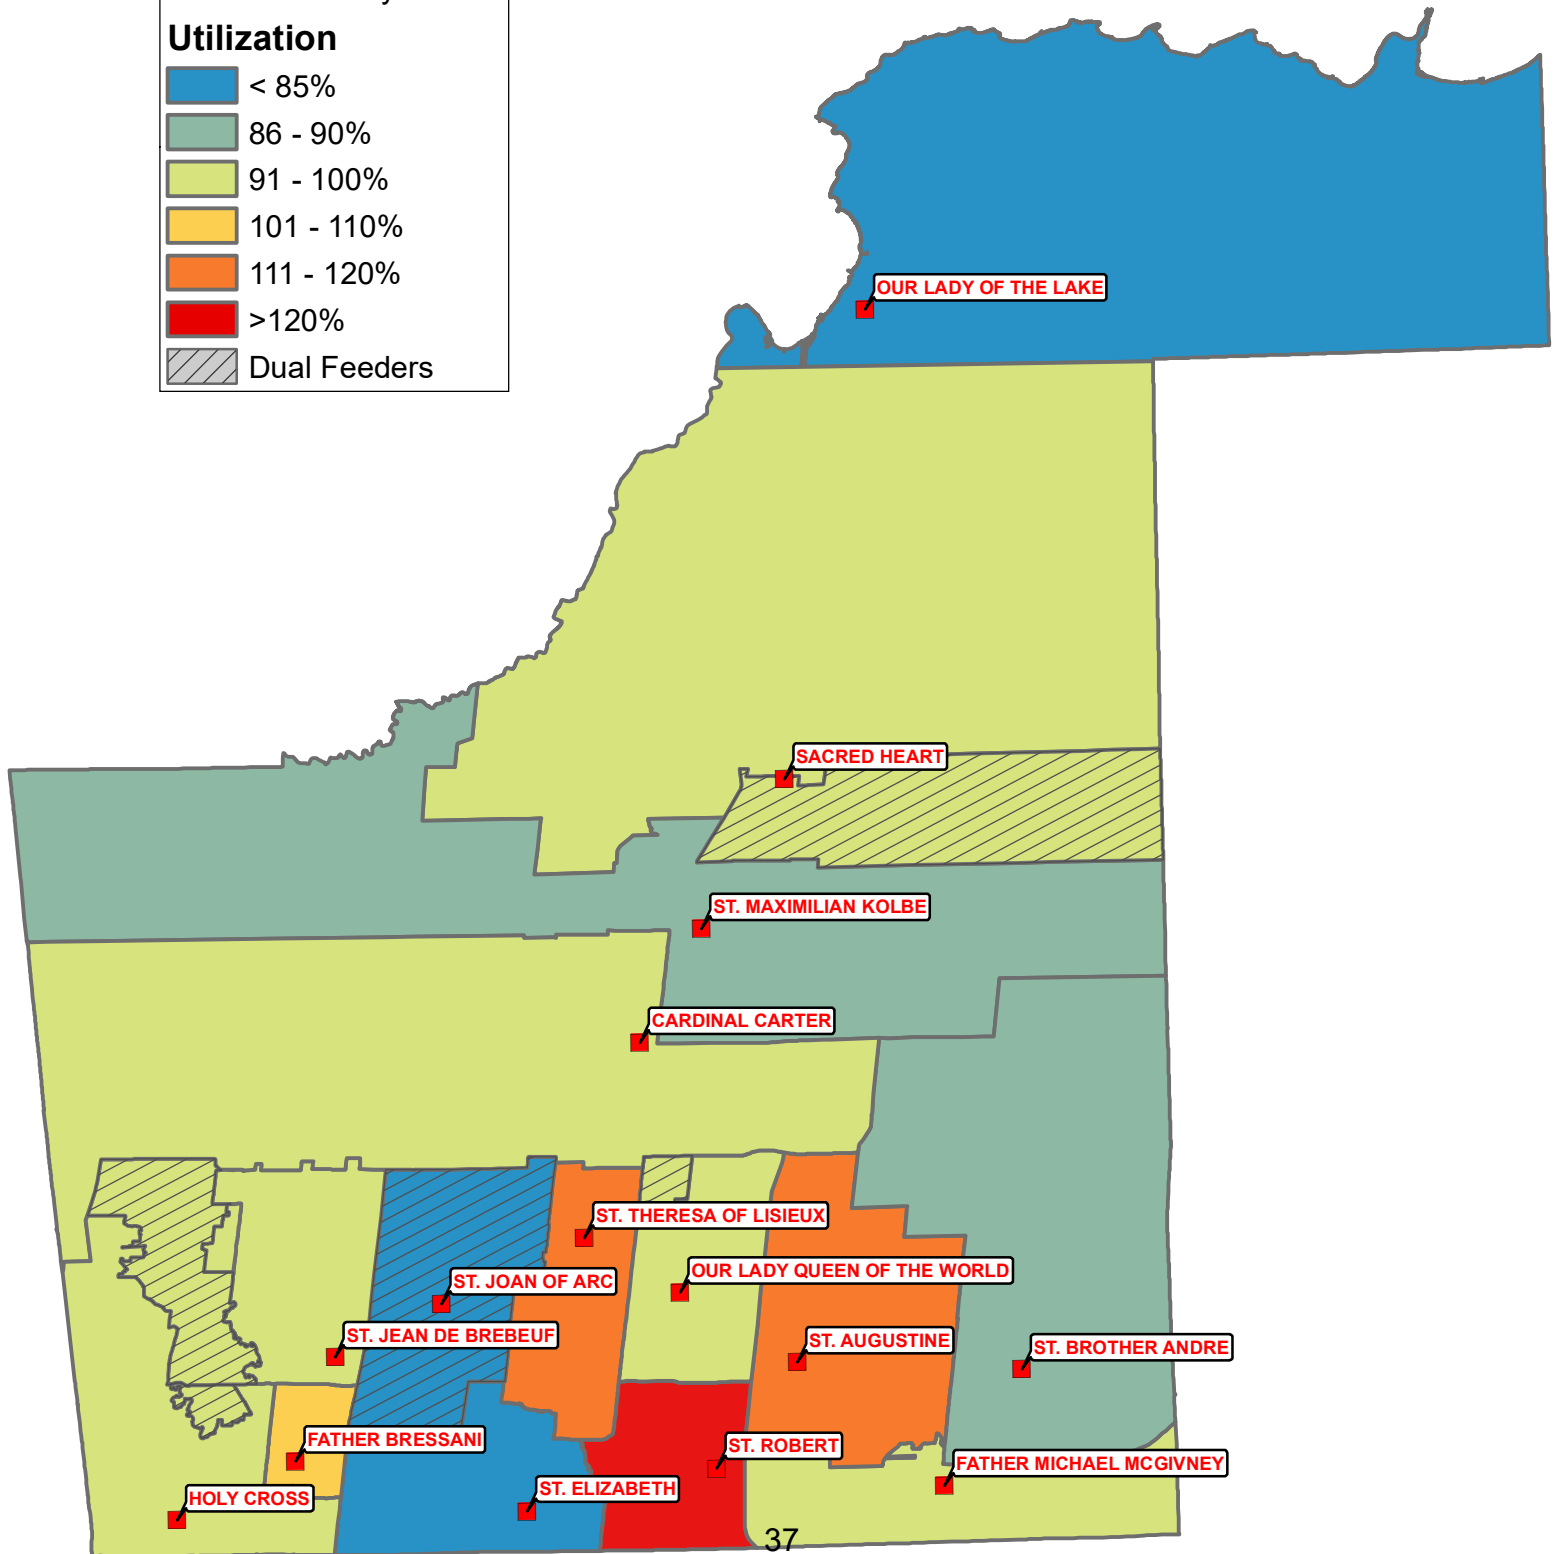 Utilization
< 85%
86 - 90%
91 - 100%
101 - 110%
111 - 120%
>120%
Dual Feeders
OUR LADY OF THE LAKE
SACRED HEART
ST. MAXIMILIAN KOLBE
CARDINAL CARTER
ST. THERESA OF LISIEUX
OUR LADY QUEEN OF THE WORLD
ST. JOAN OF ARC
ST. JEAN DE BREBEUF
ST. AUGUSTINE
ST. BROTHER ANDRE
FATHER BRESSANI
ST. ROBERT
FATHER MICHAEL MCGIVNEY
ST. ELIZABETH
HOLY CROSS
37